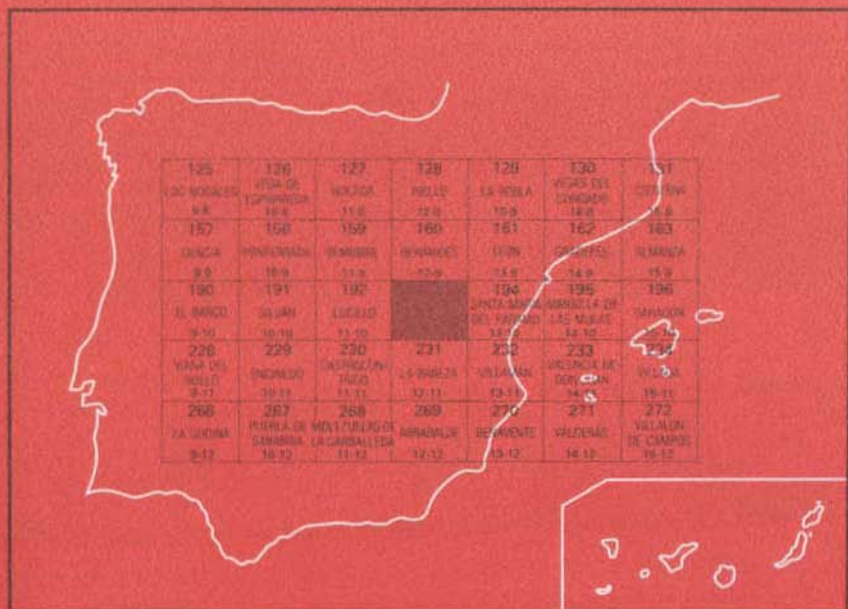 125 126 127 128 129 130 131
LOS NOGALES VEGA DE ESPINAREDA NOCEDA RIELLO LA ROBLA VEGAS DEL CONDADO CISTIERNA
9-8 10-8 11-8 12-8 13-8 14-8 15-8
157 158 159 160 161 162 163
OENCIA PONFERRADA BEMBIBRE BENAVIDES LEON GRADEFES ALMANZA
9-9 10-9 11-9 12-9 13-9 14-9 15-9
190 191 192 194 195 196
EL BARCO SILVAN LUCILLO SANTA MARIA DEL PARAMO MANSILLA DE LAS MULAS SAHAGUN
9-10 10-10 11-10 13-10 14-10
228 229 230 231 232 233 234
VIANA DEL BOLLO ENCINEDO CASTROCON-TRIGO LA BAÑEZA VILLAMAÑAN VALENCIA DE DON JUAN VILLADA
9-11 10-11 11-11 12-11 13-11 14-11 15-11
266 267 268 269 270 271 272
LA GUDIÑA PUEBLA DE SANABRIA MOLEZUELAS DE LA CARBALLEDA ARRABALDE BENAVENTE VALDERAS VILLALON DE CAMPOS
9-12 10-12 11-12 12-12 13-12 14-12 15-12